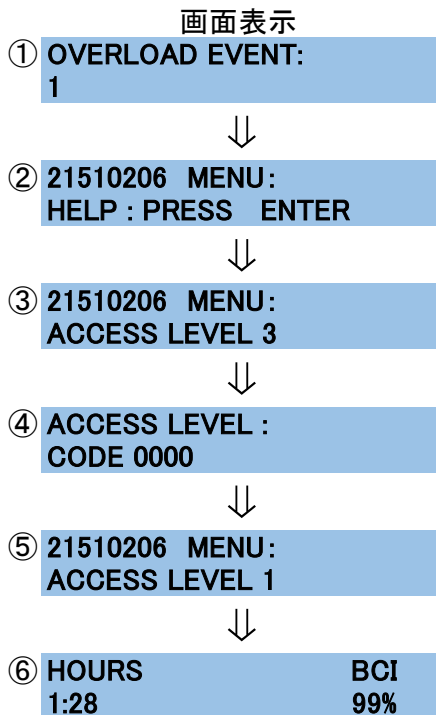 画面表示
① OVERLOAD EVENT:
1
⇓
② 21510206 MENU:
HELP : PRESS ENTER
⇓
③ 21510206 MENU:
ACCESS LEVEL 3
⇓
④ ACCESS LEVEL :
CODE 0000
⇓
⑤ 21510206 MENU:
ACCESS LEVEL 1
⇓
⑥ HOURS BCI
1:28 99%